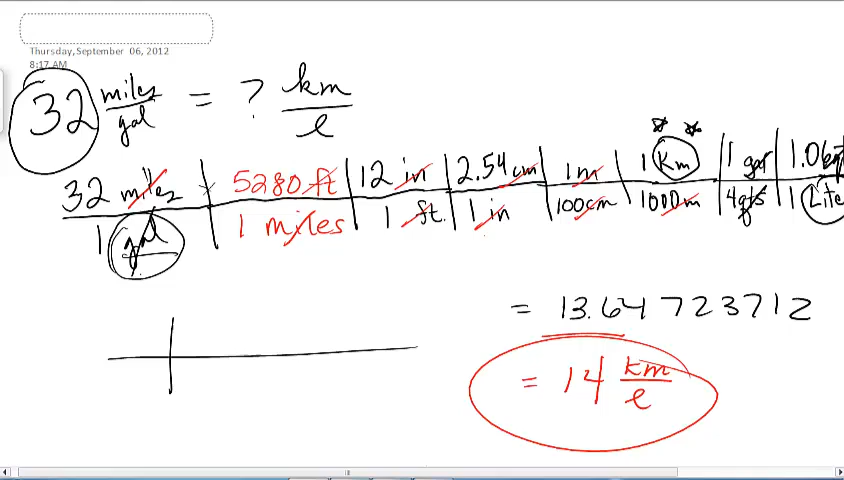 Thursday, September 06, 2012
8:17 AM
32 miles/gal = ? km/l
32 miles/1 gal × 5280 ft/1 miles | 12 in/1 ft. | 2.54 cm/1 in | 1 m/100 cm | 1 Km/1000 m | 1 gal/4 qts | 1.06 qt/1 Lite
= 13.64723712
= 14 km/l